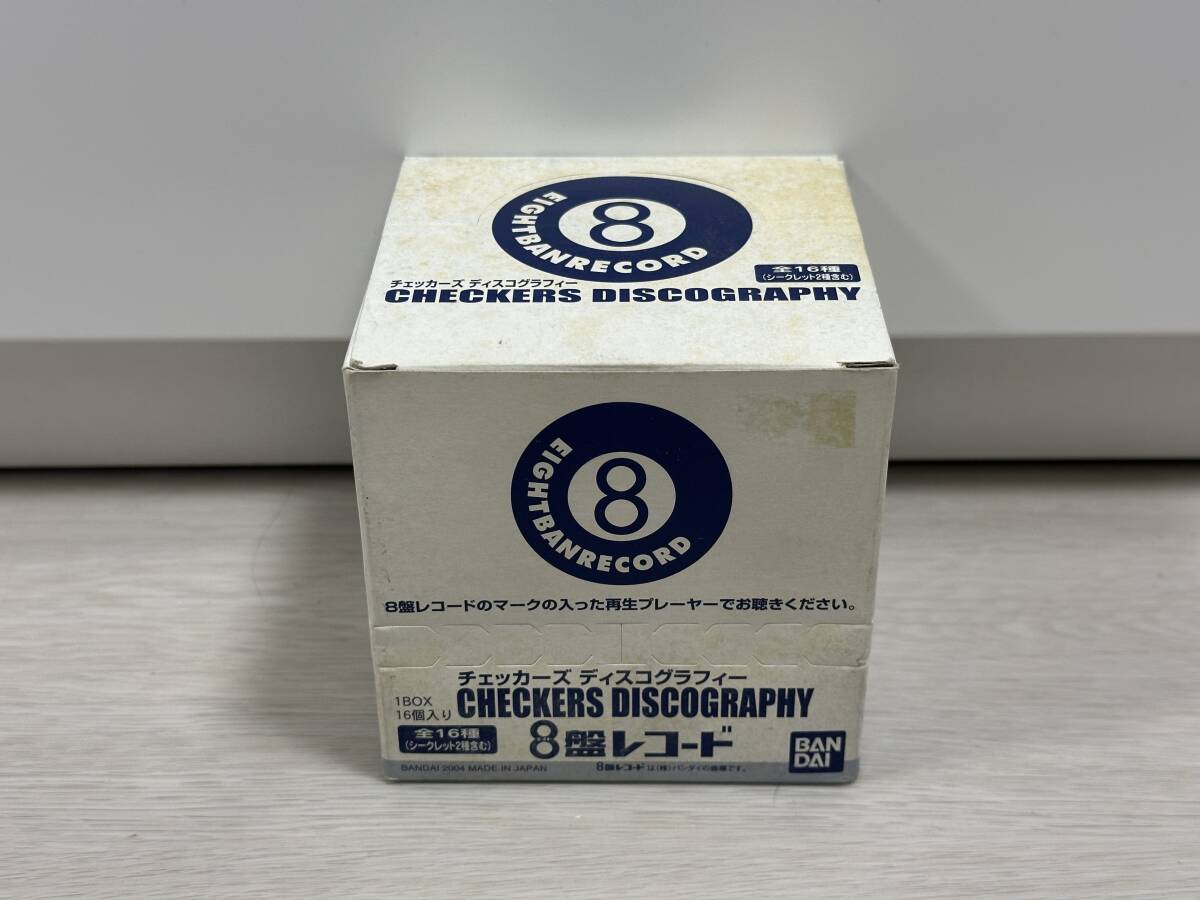 8
EIGHTBANRECORD
全16種
(シークレット2種含む)
チェッカーズ ディスコグラフィー
CHECKERS DISCOGRAPHY
8
EIGHTBANRECORD
8盤レコードのマークの入った再生プレーヤーでお聴きください。
チェッカーズ ディスコグラフィー
1BOX
16個入り
CHECKERS DISCOGRAPHY
全16種
(シークレット2種含む)
8盤レコード
BAN
DAI
BANDAI 2004 MADE IN JAPAN
8盤レコードは(株)バンダイの商標です。